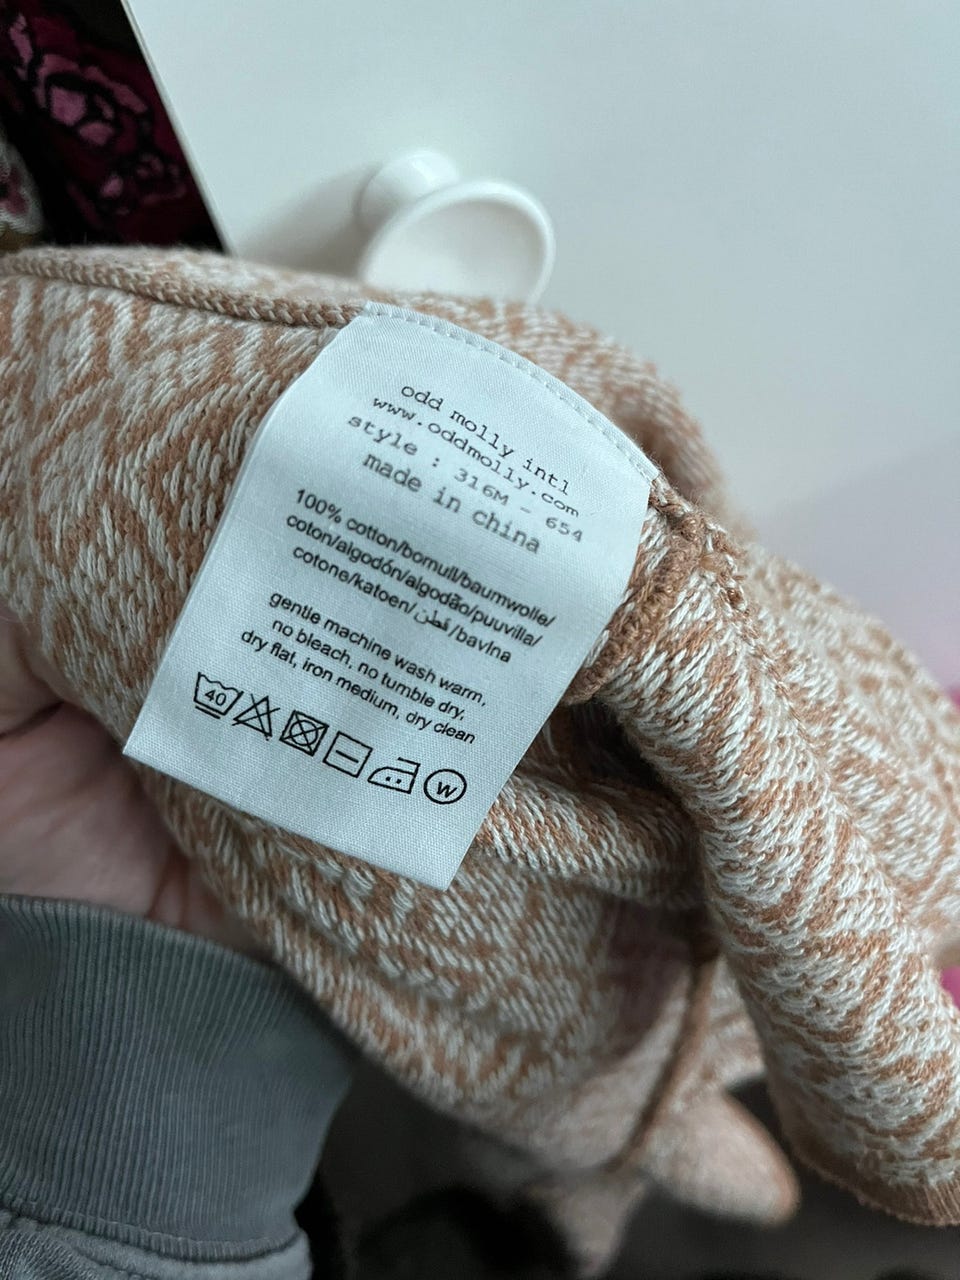 odd molly intl
www.oddmolly.com
style : 316M - 654
made in china
100% cotton/bomull/baumwolle/
coton/algodón/algodão/puuvilla/
cotone/katoen/قطن/bavlna
gentle machine wash warm,
no bleach, no tumble dry,
dry flat, iron medium, dry clean
40
W